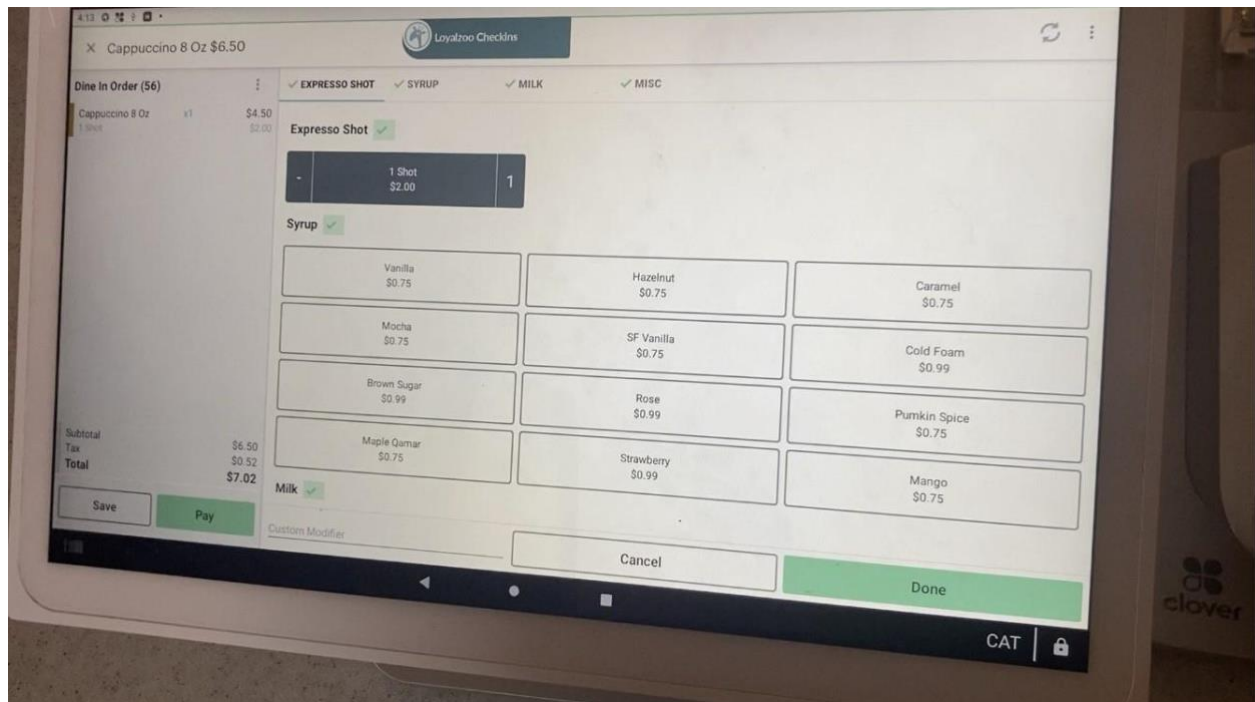 4:13
× Cappuccino 8 Oz $6.50
Loyalzoo Checkins
Dine In Order (56)
Cappuccino 8 Oz x1 $4.50
1 Shot $2.00
EXPRESSO SHOT SYRUP MILK MISC
Expresso Shot
- 1 Shot 1
$2.00
Syrup
Vanilla
$0.75
Hazelnut
$0.75
Caramel
$0.75
Mocha
$0.75
SF Vanilla
$0.75
Cold Foam
$0.99
Brown Sugar
$0.99
Rose
$0.99
Pumkin Spice
$0.75
Maple Qamar
$0.75
Strawberry
$0.99
Mango
$0.75
Milk
Custom Modifier
Cancel
Done
Subtotal $6.50
Tax $0.52
Total $7.02
Save
Pay
CAT
clover